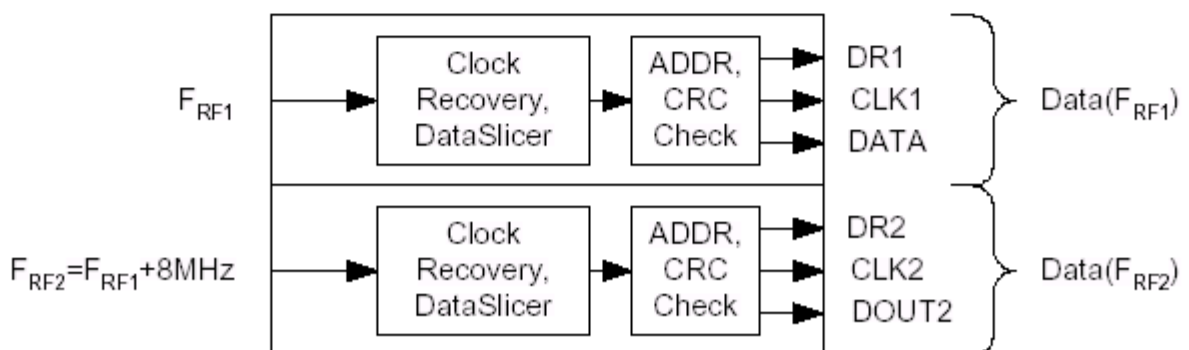 F_RF1
Clock
Recovery,
DataSlicer
ADDR,
CRC
Check
DR1
CLK1
DATA
Data(F_RF1)
F_RF2=F_RF1+8MHz
Clock
Recovery,
DataSlicer
ADDR,
CRC
Check
DR2
CLK2
DOUT2
Data(F_RF2)